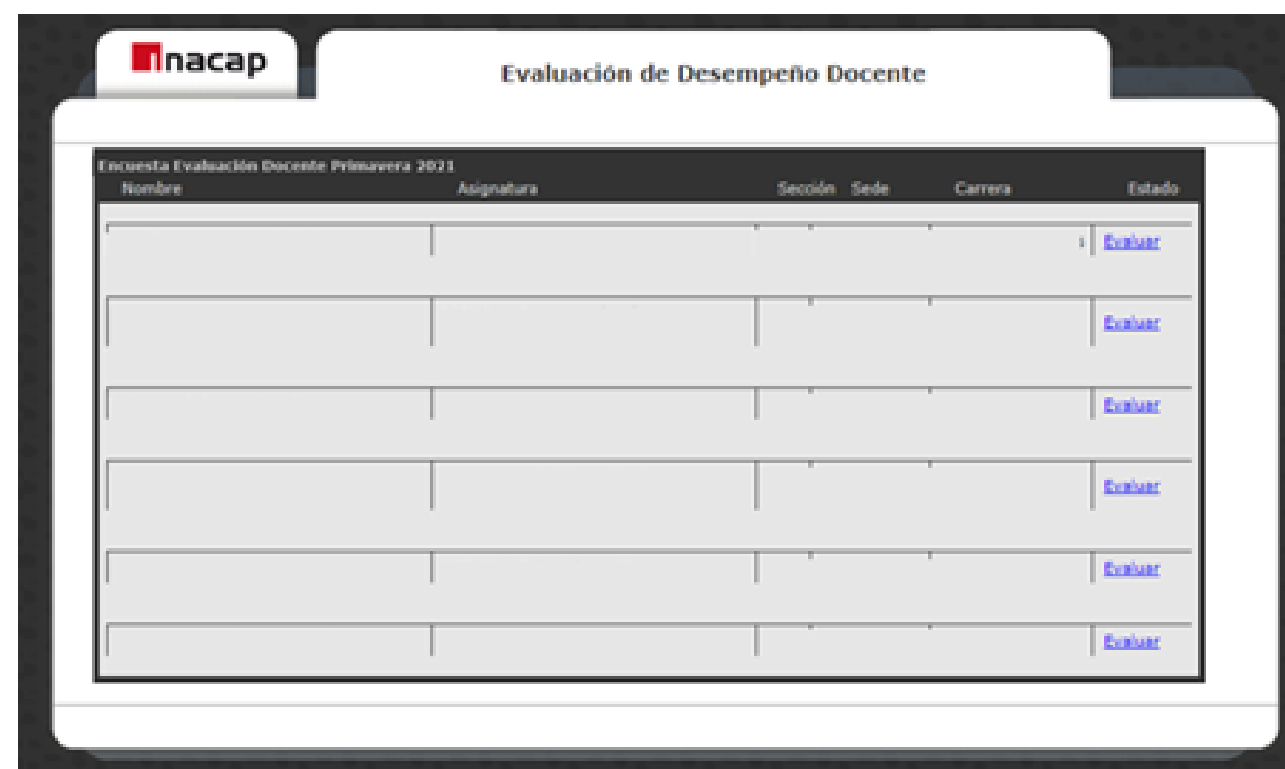 Inacap
Evaluación de Desempeño Docente
Encuesta Evaluación Docente Primavera 2021
Nombre Asignatura Sección Sede Carrera Estado
Evaluar
Evaluar
Evaluar
Evaluar
Evaluar
Evaluar